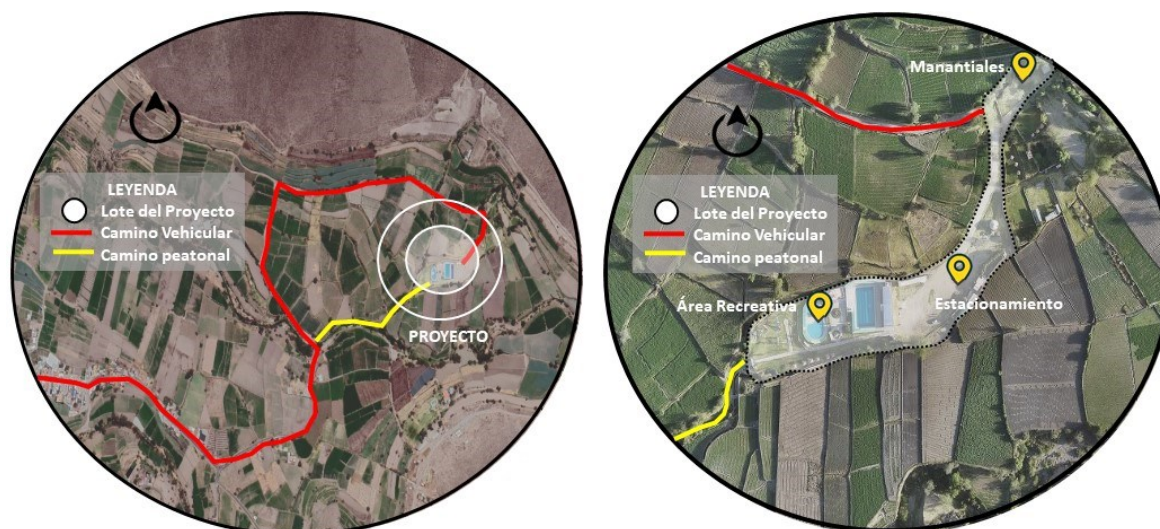 LEYENDA
Lote del Proyecto
Camino Vehicular
Camino peatonal
PROYECTO
Manantiales
LEYENDA
Lote del Proyecto
Camino Vehicular
Camino peatonal
Área Recreativa
Estacionamiento